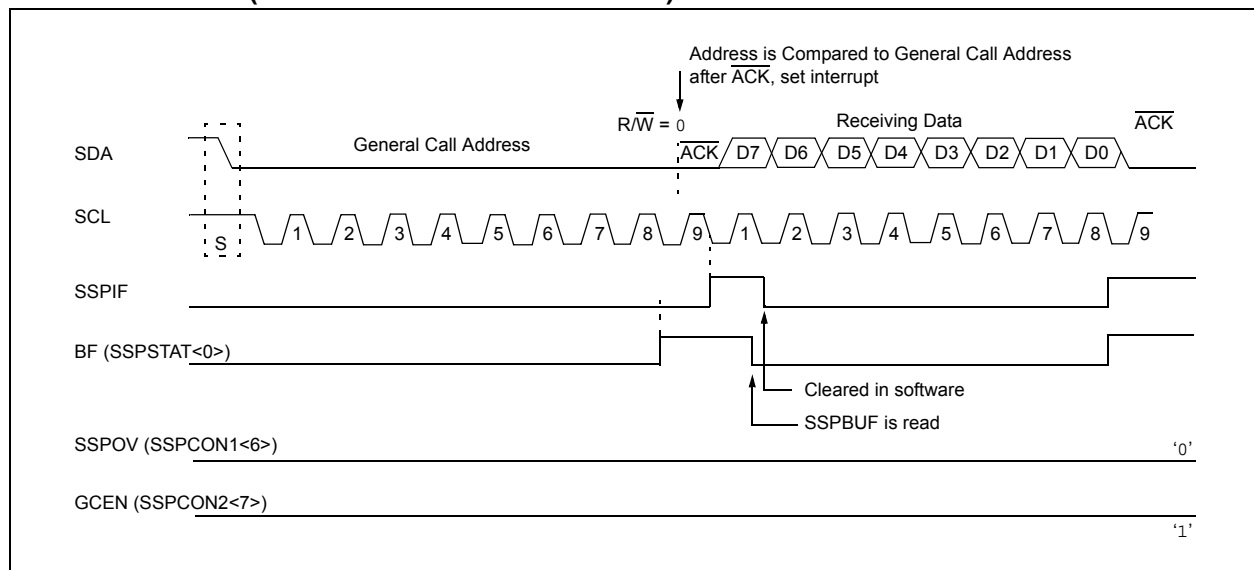 Address is Compared to General Call Address
after ACK, set interrupt
R/W = 0
Receiving Data
ACK
SDA
General Call Address
ACK D7 D6 D5 D4 D3 D2 D1 D0
SCL
S 1 2 3 4 5 6 7 8 9 1 2 3 4 5 6 7 8 9
SSPIF
BF (SSPSTAT<0>)
Cleared in software
SSPBUF is read
SSPOV (SSPCON1<6>)
‘0’
GCEN (SSPCON2<7>)
‘1’